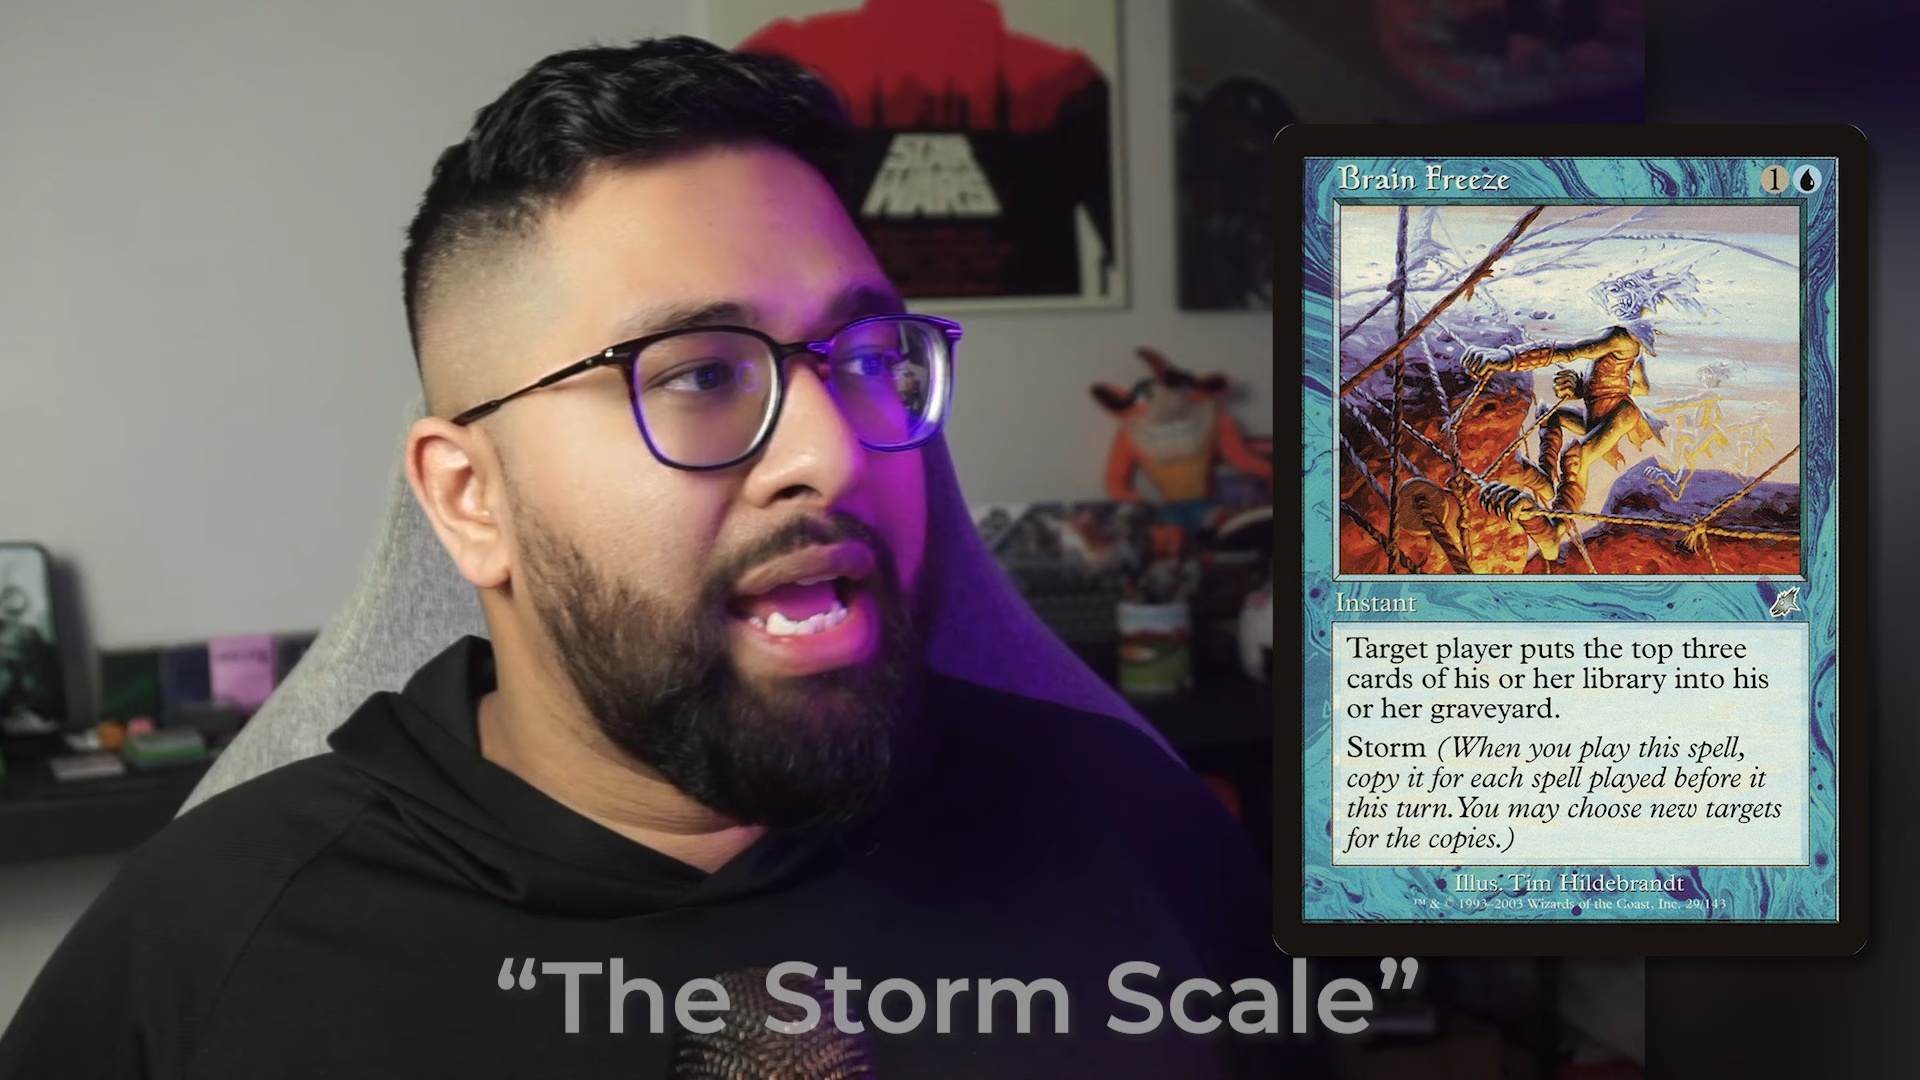 STAR
WARS
Brain Freeze
1
Instant
Target player puts the top three
cards of his or her library into his
or her graveyard.
Storm (When you play this spell,
copy it for each spell played before it
this turn. You may choose new targets
for the copies.)
Illus. Tim Hildebrandt
™ & © 1993–2003 Wizards of the Coast, Inc. 29/143
“The Storm Scale”